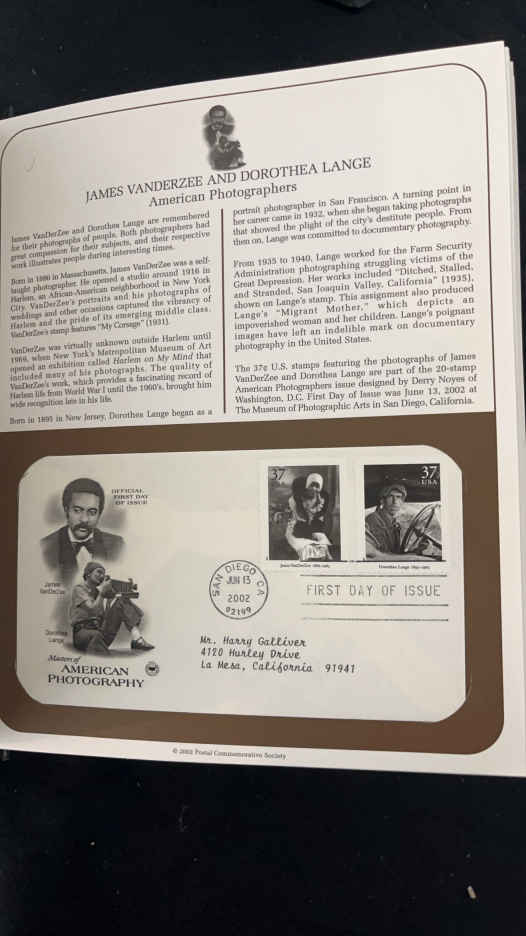 JAMES VANDERZEE AND DOROTHEA LANGE
American Photographers
James VanDerZee and Dorothea Lange are remembered
for their photographs of people. Both photographers had
great compassion for their subjects, and their respective
work illustrates people during interesting times.
Born in 1886 in Massachusetts, James VanDerZee was a self-
taught photographer. He opened a studio around 1916 in
Harlem, an African-American neighborhood in New York
City. VanDerZee's portraits and his photographs of
weddings and other occasions captured the vibrancy of
Harlem and the pride of its emerging middle class.
VanDerZee's stamp features "My Corsage" (1931).
VanDerZee was virtually unknown outside Harlem until
1969, when New York's Metropolitan Museum of Art
opened an exhibition called Harlem on My Mind that
included many of his photographs. The quality of
VanDerZee's work, which provides a fascinating record of
Harlem life from World War I until the 1960's, brought him
wide recognition late in his life.
Born in 1895 in New Jersey, Dorothea Lange began as a
portrait photographer in San Francisco. A turning point in
her career came in 1932, when she began taking photographs
that showed the plight of the city's destitute people. From
then on, Lange was committed to documentary photography.
From 1935 to 1940, Lange worked for the Farm Security
Administration photographing struggling victims of the
Great Depression. Her works included "Ditched, Stalled,
and Stranded, San Joaquin Valley, California" (1935),
shown on Lange's stamp. This assignment also produced
Lange's "Migrant Mother," which depicts an
impoverished woman and her children. Lange's poignant
images have left an indelible mark on documentary
photography in the United States.
The 37¢ U.S. stamps featuring the photographs of James
VanDerZee and Dorothea Lange are part of the 20-stamp
American Photographers issue designed by Derry Noyes of
Washington, D.C. First Day of Issue was June 13, 2002 at
The Museum of Photographic Arts in San Diego, California.
OFFICIAL
FIRST DAY
OF ISSUE
James
VanDerZee
Dorothea
Lange
Masters of
AMERICAN
PHOTOGRAPHY
37
James VanDerZee 1886-1983
37
USA
Dorothea Lange 1895-1965
SAN DIEGO CA
JUN 13
2002
92199
FIRST DAY OF ISSUE
Mr. Harry Galliver
4120 Hurley Drive
La Mesa, California 91941
© 2002 Postal Commemorative Society